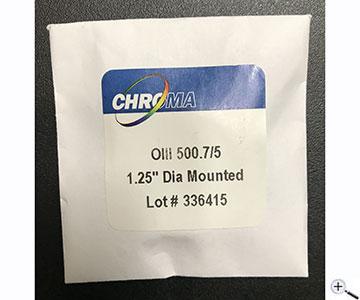 CHROMA
OIII 500.7/5
1.25" Dia Mounted
Lot # 336415